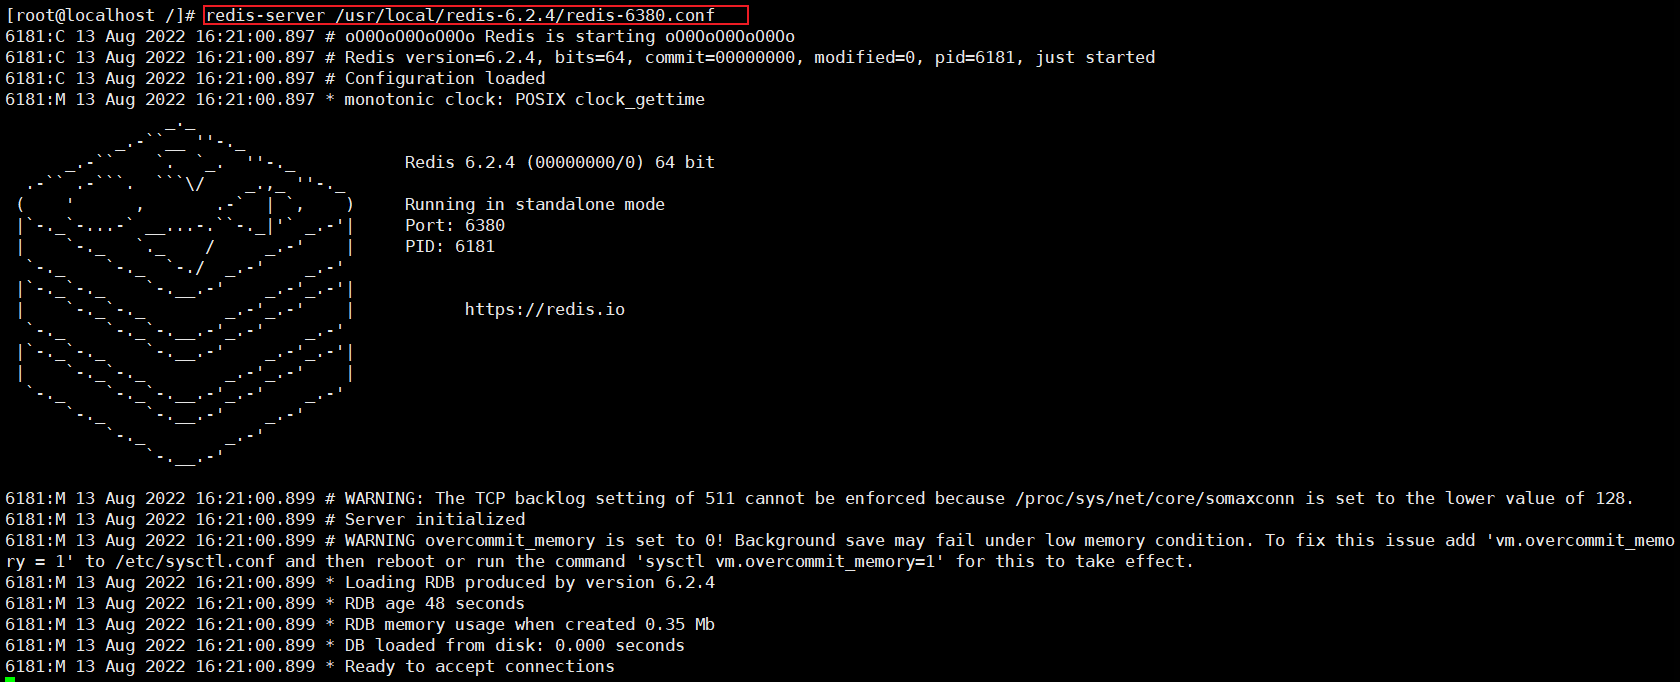 [root@localhost /]# redis-server /usr/local/redis-6.2.4/redis-6380.conf
6181:C 13 Aug 2022 16:21:00.897 # oO0OoO0OoO0Oo Redis is starting oO0OoO0OoO0Oo
6181:C 13 Aug 2022 16:21:00.897 # Redis version=6.2.4, bits=64, commit=00000000, modified=0, pid=6181, just started
6181:C 13 Aug 2022 16:21:00.897 # Configuration loaded
6181:M 13 Aug 2022 16:21:00.897 * monotonic clock: POSIX clock_gettime
Redis 6.2.4 (00000000/0) 64 bit
Running in standalone mode
Port: 6380
PID: 6181
https://redis.io
6181:M 13 Aug 2022 16:21:00.899 # WARNING: The TCP backlog setting of 511 cannot be enforced because /proc/sys/net/core/somaxconn is set to the lower value of 128.
6181:M 13 Aug 2022 16:21:00.899 # Server initialized
6181:M 13 Aug 2022 16:21:00.899 # WARNING overcommit_memory is set to 0! Background save may fail under low memory condition. To fix this issue add 'vm.overcommit_memo
ry = 1' to /etc/sysctl.conf and then reboot or run the command 'sysctl vm.overcommit_memory=1' for this to take effect.
6181:M 13 Aug 2022 16:21:00.899 * Loading RDB produced by version 6.2.4
6181:M 13 Aug 2022 16:21:00.899 * RDB age 48 seconds
6181:M 13 Aug 2022 16:21:00.899 * RDB memory usage when created 0.35 Mb
6181:M 13 Aug 2022 16:21:00.899 * DB loaded from disk: 0.000 seconds
6181:M 13 Aug 2022 16:21:00.899 * Ready to accept connections